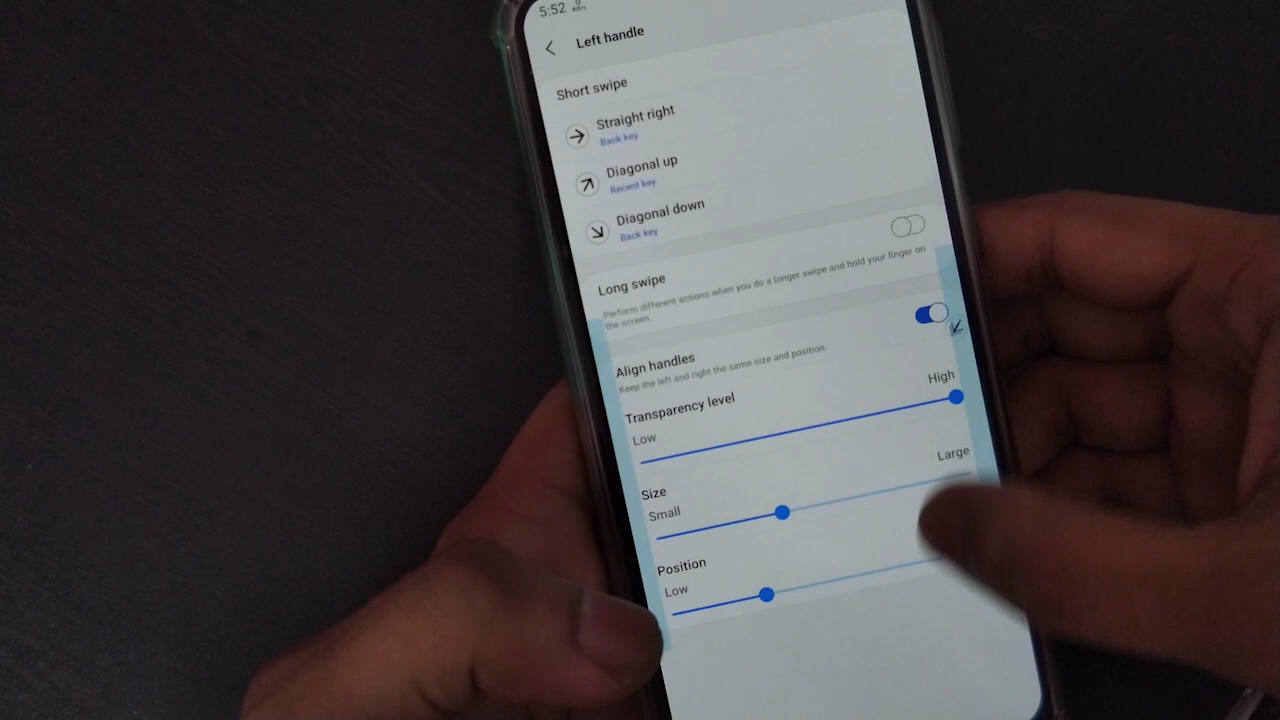 5:52 0 KB/s
Left handle
Short swipe
Straight right
Back key
Diagonal up
Recent key
Diagonal down
Back key
Long swipe
Perform different actions when you do a longer swipe and hold your finger on
the screen.
Align handles
Keep the left and right the same size and position.
Transparency level
Low High
Size
Small Large
Position
Low